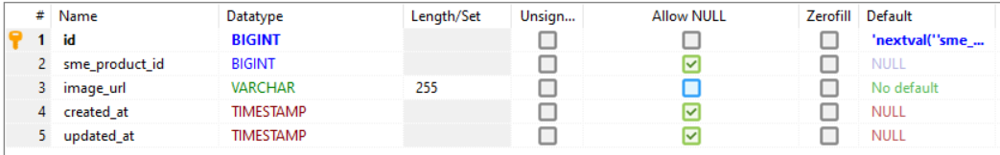 # Name Datatype Length/Set Unsign... Allow NULL Zerofill Default
1 id BIGINT 'nextval(''sme_...
2 sme_product_id BIGINT NULL
3 image_url VARCHAR 255 No default
4 created_at TIMESTAMP NULL
5 updated_at TIMESTAMP NULL